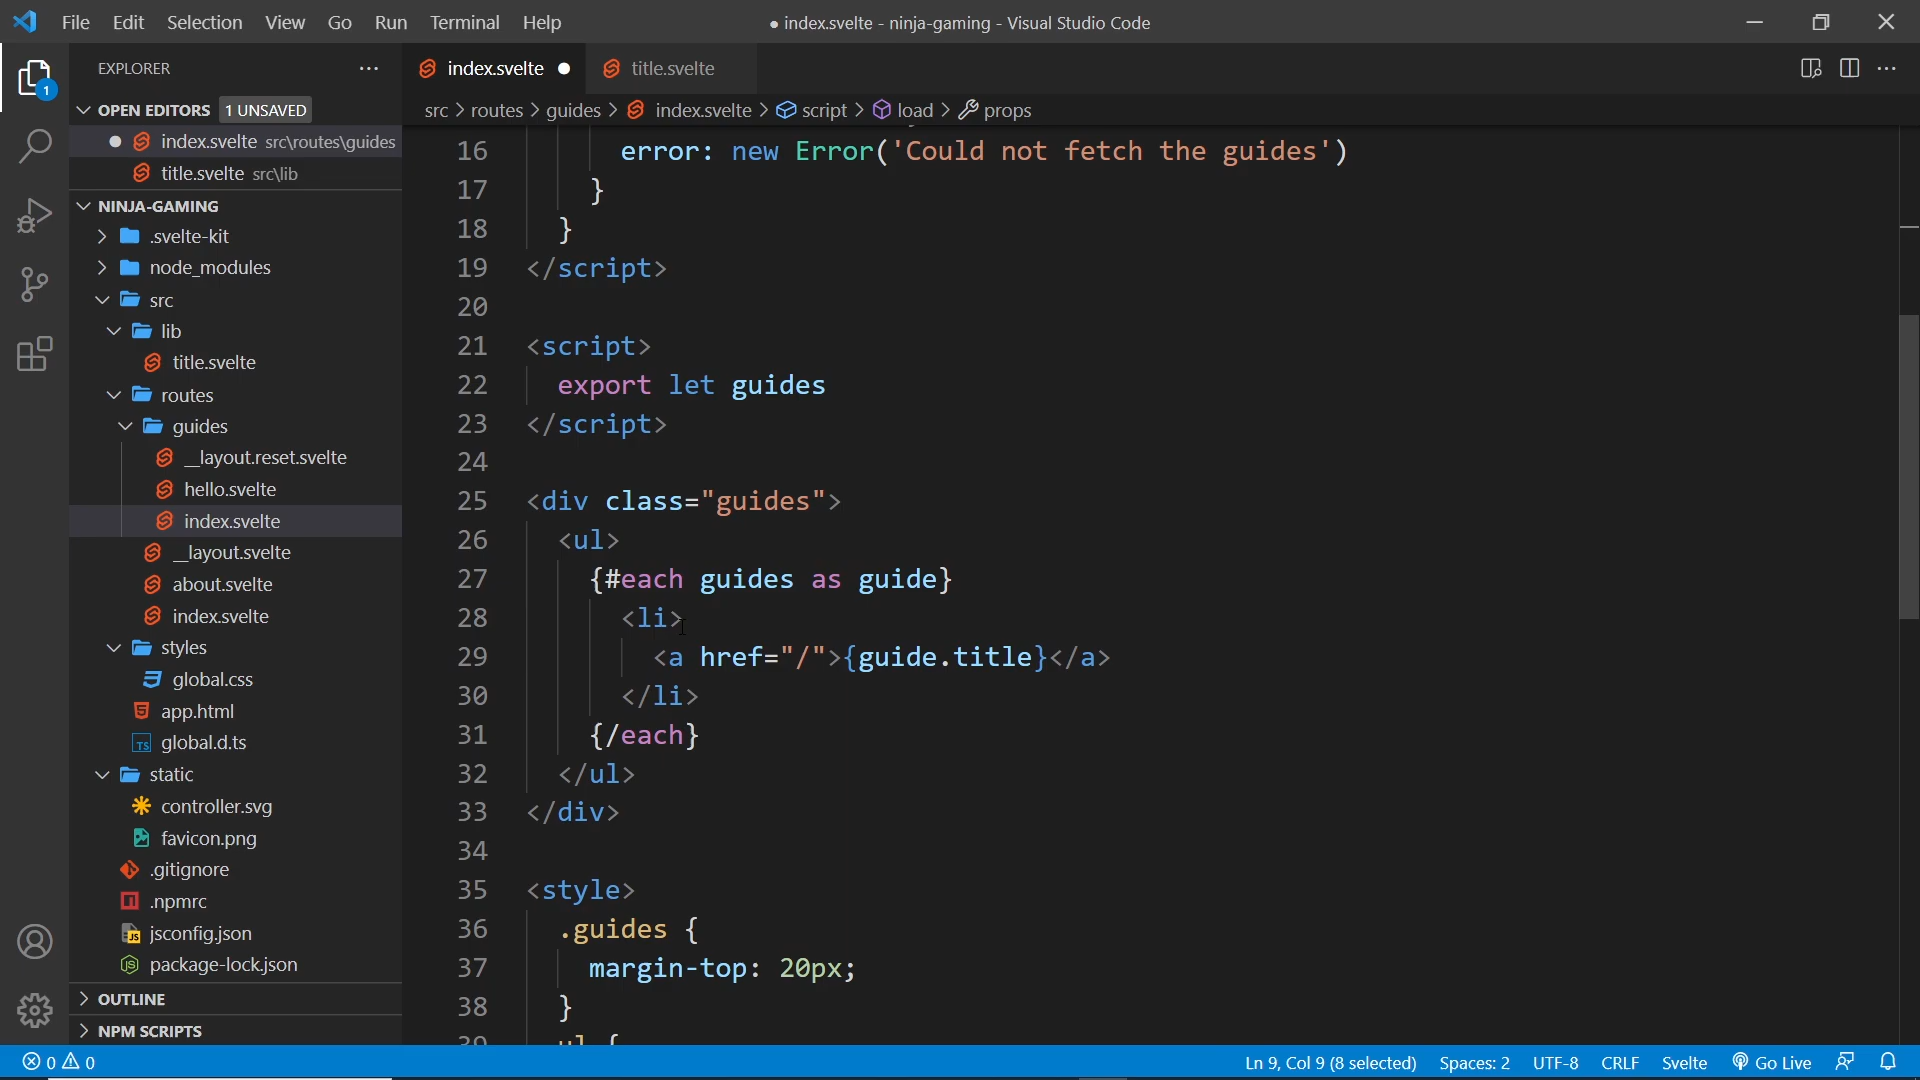 File Edit Selection View Go Run Terminal Help
● index.svelte - ninja-gaming - Visual Studio Code
EXPLORER
1
OPEN EDITORS 1 UNSAVED
index.svelte src\routes\guides
title.svelte src\lib
NINJA-GAMING
.svelte-kit
node_modules
src
lib
title.svelte
routes
guides
__layout.reset.svelte
hello.svelte
index.svelte
__layout.svelte
about.svelte
index.svelte
styles
global.css
app.html
global.d.ts
static
controller.svg
favicon.png
.gitignore
.npmrc
jsconfig.json
package-lock.json
OUTLINE
NPM SCRIPTS
index.svelte ● title.svelte
src > routes > guides > index.svelte > script > load > props
16 error: new Error('Could not fetch the guides')
17 }
18 }
19 </script>
20
21 <script>
22 export let guides
23 </script>
24
25 <div class="guides">
26 <ul>
27 {#each guides as guide}
28 <li>
29 <a href="/">{guide.title}</a>
30 </li>
31 {/each}
32 </ul>
33 </div>
34
35 <style>
36 .guides {
37 margin-top: 20px;
38 }
39 ul {
0 0 Ln 9, Col 9 (8 selected) Spaces: 2 UTF-8 CRLF Svelte Go Live